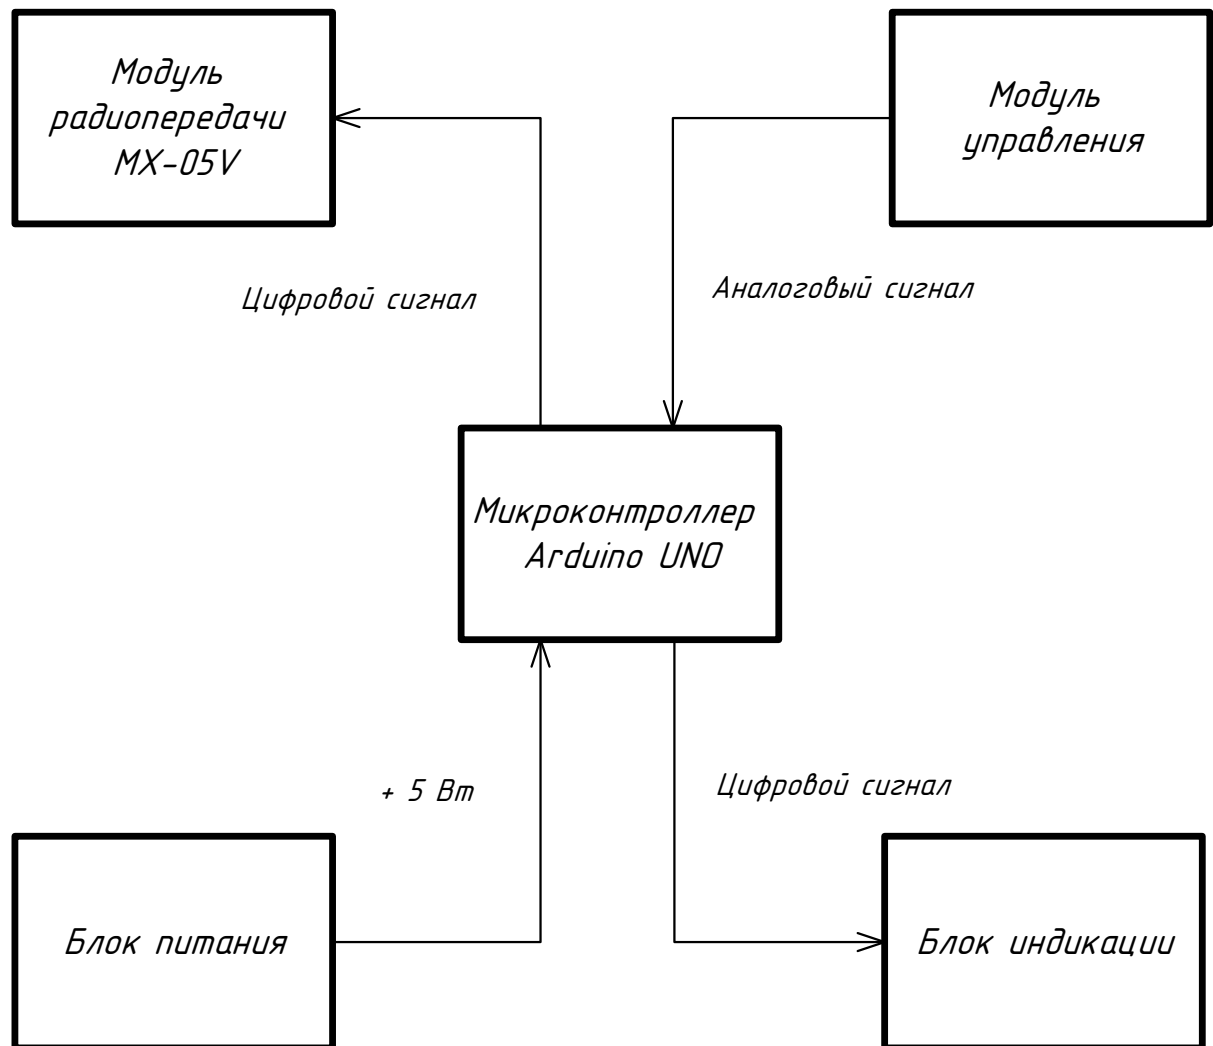 Модуль
радиопередачи
MX-05V
Модуль
управления
Цифровой сигнал
Аналоговый сигнал
Микроконтроллер
Arduino UNO
+ 5 Вт
Цифровой сигнал
Блок питания
Блок индикации